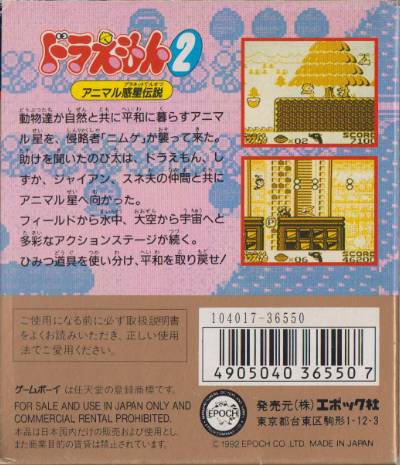 ドラえもん2
アニマル惑星伝説
動物達が自然と共に平和に暮らすアニ
マル星を、侵略者「ニムゲ」が襲って来た。
助けを聞いたのび太は、ドラえもん、し
ずか、ジャイアン、スネ夫の仲間と共に
アニマル星へ向かった。
フィールドから水中、大空から宇宙へと
多彩なアクションステージが続く。
ひみつ道具を使い分け、平和を取り戻せ!
02
SCORE
7100
06
SCORE
46200
ご使用になる前に必ず取扱説明書
をよくお読みいただき、正しい使用
法でご愛用ください。
104017-36550
4905040365507
ゲームボーイ は任天堂の登録商標です。
FOR SALE AND USE IN JAPAN ONLY AND
COMMERCIAL RENTAL PROHIBITED.
本品は日本国内だけの販売および使用とし、
また商業目的の賃貸は禁止されています。
EPOCH
発売元(株)エポック社
東京都台東区駒形1-12-3
© 1992 EPOCH CO. LTD. MADE IN JAPAN